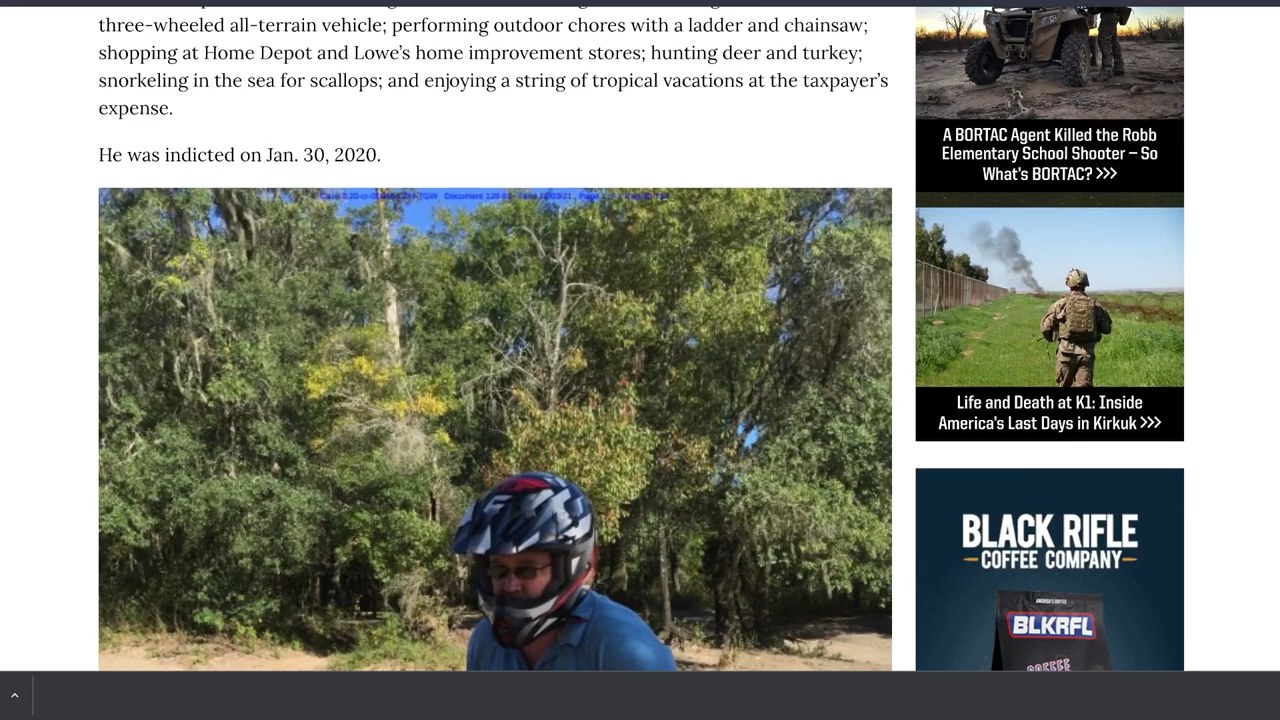 three-wheeled all-terrain vehicle; performing outdoor chores with a ladder and chainsaw;
shopping at Home Depot and Lowe's home improvement stores; hunting deer and turkey;
snorkeling in the sea for scallops; and enjoying a string of tropical vacations at the taxpayer's
expense.
He was indicted on Jan. 30, 2020.
A BORTAC Agent Killed the Robb
Elementary School Shooter – So
What's BORTAC? >>>
Life and Death at K1: Inside
America's Last Days in Kirkuk >>>
BLACK RIFLE
COFFEE COMPANY
AMERICA'S COFFEE
BLKRFL
COFFEE